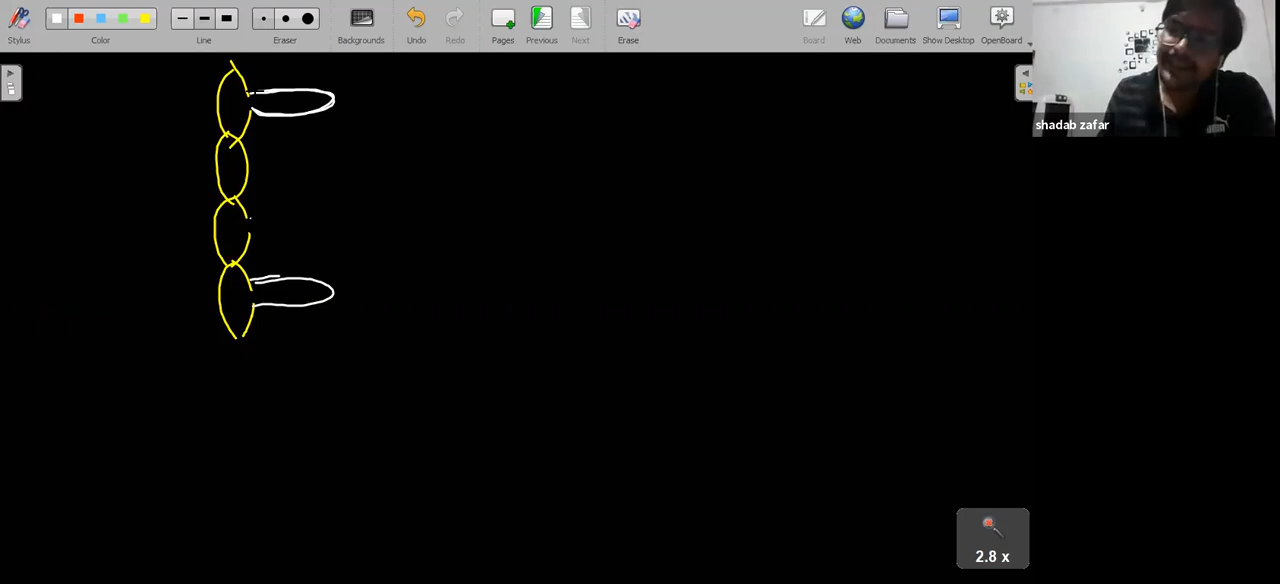 Stylus Color Line Eraser Backgrounds Undo Redo Pages Previous Next Erase Board Web Documents Show Desktop OpenBoard
shadab zafar
2.8 x